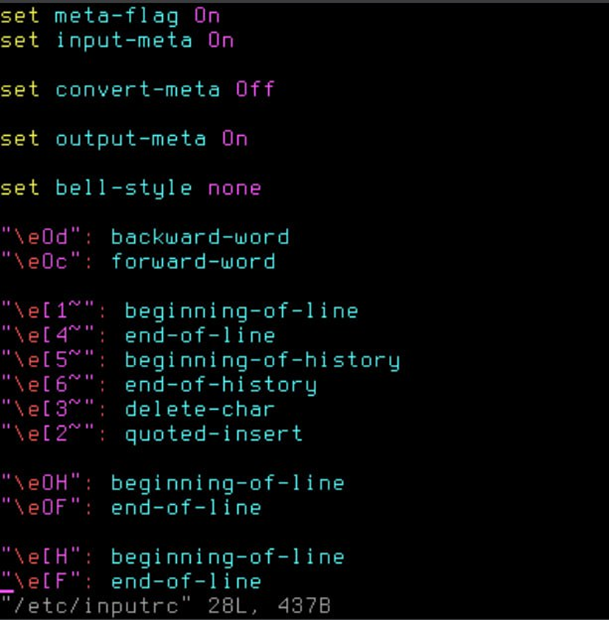 set meta-flag On
set input-meta On
set convert-meta Off
set output-meta On
set bell-style none
"\eOd": backward-word
"\eOc": forward-word
"\e[1~": beginning-of-line
"\e[4~": end-of-line
"\e[5~": beginning-of-history
"\e[6~": end-of-history
"\e[3~": delete-char
"\e[2~": quoted-insert
"\eOH": beginning-of-line
"\eOF": end-of-line
"\e[H": beginning-of-line
"\e[F": end-of-line
"/etc/inputrc" 28L, 437B